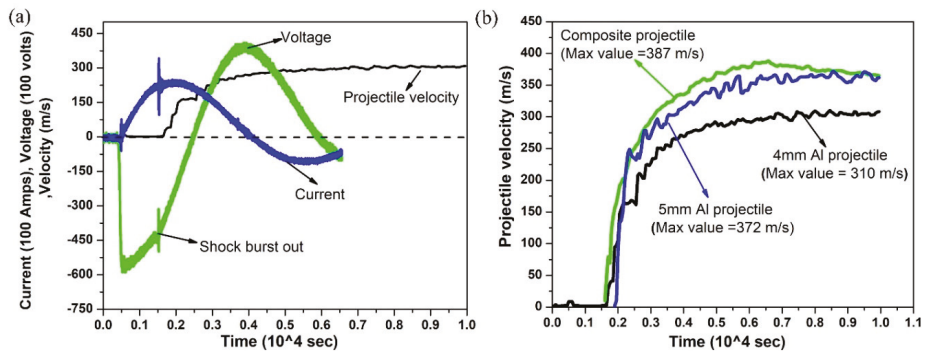 (a)
450
300
150
0
-150
-300
-450
-600
-750
Current (100 Amps), Voltage (100 volts)
,Velocity (m/s)
Voltage
Projectile velocity
Current
Shock burst out
0.0 0.1 0.2 0.3 0.4 0.5 0.6 0.7 0.8 0.9 1.0
Time (10^4 sec)
(b)
450
400
350
300
250
200
150
100
50
0
Projectile velocity (m/s)
Composite projectile
(Max value =387 m/s)
4mm Al projectile
(Max value = 310 m/s)
5mm Al projectile
(Max value =372 m/s)
0.0 0.1 0.2 0.3 0.4 0.5 0.6 0.7 0.8 0.9 1.0 1.1
Time (10^4 sec)